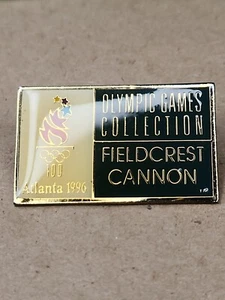 100
Atlanta 1996
OLYMPIC GAMES
COLLECTION
FIELDCREST
CANNON